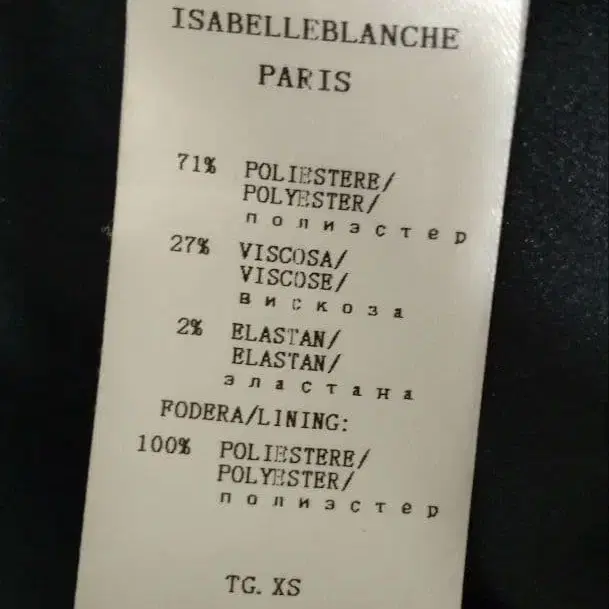 ISABELLEBLANCHE
PARIS
71% POLIESTERE/
POLYESTER/
полиэстер
27% VISCOSA/
VISCOSE/
вискоза
2% ELASTAN/
ELASTAN/
эластана
FODERA/LINING:
100% POLIESTERE/
POLYESTER/
полиэстер
TG. XS